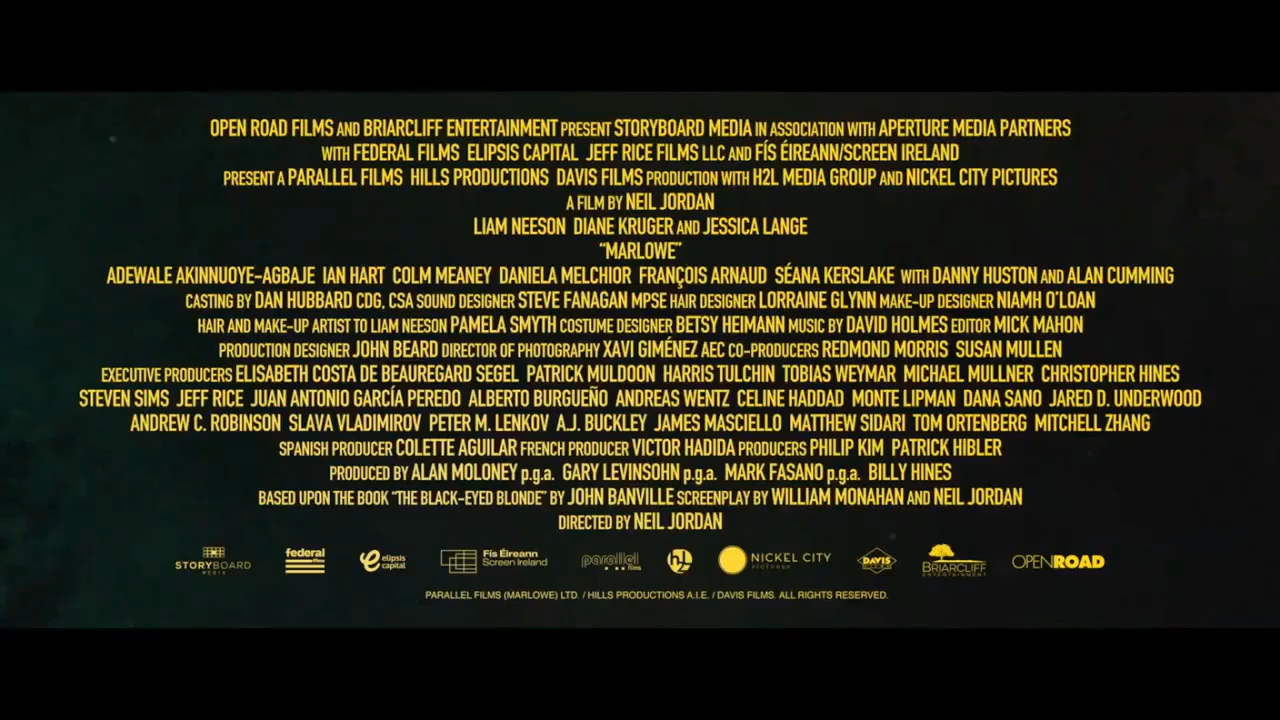 OPEN ROAD FILMS AND BRIARCLIFF ENTERTAINMENT PRESENT STORYBOARD MEDIA IN ASSOCIATION WITH APERTURE MEDIA PARTNERS
WITH FEDERAL FILMS ELIPSIS CAPITAL JEFF RICE FILMS LLC AND FÍS ÉIREANN/SCREEN IRELAND
PRESENT A PARALLEL FILMS HILLS PRODUCTIONS DAVIS FILMS PRODUCTION WITH H2L MEDIA GROUP AND NICKEL CITY PICTURES
A FILM BY NEIL JORDAN
LIAM NEESON DIANE KRUGER AND JESSICA LANGE
“MARLOWE”
ADEWALE AKINNUOYE-AGBAJE IAN HART COLM MEANEY DANIELA MELCHIOR FRANÇOIS ARNAUD SÉANA KERSLAKE WITH DANNY HUSTON AND ALAN CUMMING
CASTING BY DAN HUBBARD CDG, CSA SOUND DESIGNER STEVE FANAGAN MPSE HAIR DESIGNER LORRAINE GLYNN MAKE-UP DESIGNER NIAMH O'LOAN
HAIR AND MAKE-UP ARTIST TO LIAM NEESON PAMELA SMYTH COSTUME DESIGNER BETSY HEIMANN MUSIC BY DAVID HOLMES EDITOR MICK MAHON
PRODUCTION DESIGNER JOHN BEARD DIRECTOR OF PHOTOGRAPHY XAVI GIMÉNEZ AEC CO-PRODUCERS REDMOND MORRIS SUSAN MULLEN
EXECUTIVE PRODUCERS ELISABETH COSTA DE BEAUREGARD SEGEL PATRICK MULDOON HARRIS TULCHIN TOBIAS WEYMAR MICHAEL MULLNER CHRISTOPHER HINES
STEVEN SIMS JEFF RICE JUAN ANTONIO GARCÍA PEREDO ALBERTO BURGUEÑO ANDREAS WENTZ CELINE HADDAD MONTE LIPMAN DANA SANO JARED D. UNDERWOOD
ANDREW C. ROBINSON SLAVA VLADIMIROV PETER M. LENKOV A.J. BUCKLEY JAMES MASCIELLO MATTHEW SIDARI TOM ORTENBERG MITCHELL ZHANG
SPANISH PRODUCER COLETTE AGUILAR FRENCH PRODUCER VICTOR HADIDA PRODUCERS PHILIP KIM PATRICK HIBLER
PRODUCED BY ALAN MOLONEY p.g.a. GARY LEVINSOHN p.g.a. MARK FASANO p.g.a. BILLY HINES
BASED UPON THE BOOK “THE BLACK-EYED BLONDE” BY JOHN BANVILLE SCREENPLAY BY WILLIAM MONAHAN AND NEIL JORDAN
DIRECTED BY NEIL JORDAN
STORYBOARD MEDIA federal films elipsis capital Fís Éireann Screen Ireland parallel films h2l NICKEL CITY PICTURES DAVIS BRIARCLIFF ENTERTAINMENT OPEN ROAD
PARALLEL FILMS (MARLOWE) LTD. / HILLS PRODUCTIONS A.I.E. / DAVIS FILMS. ALL RIGHTS RESERVED.